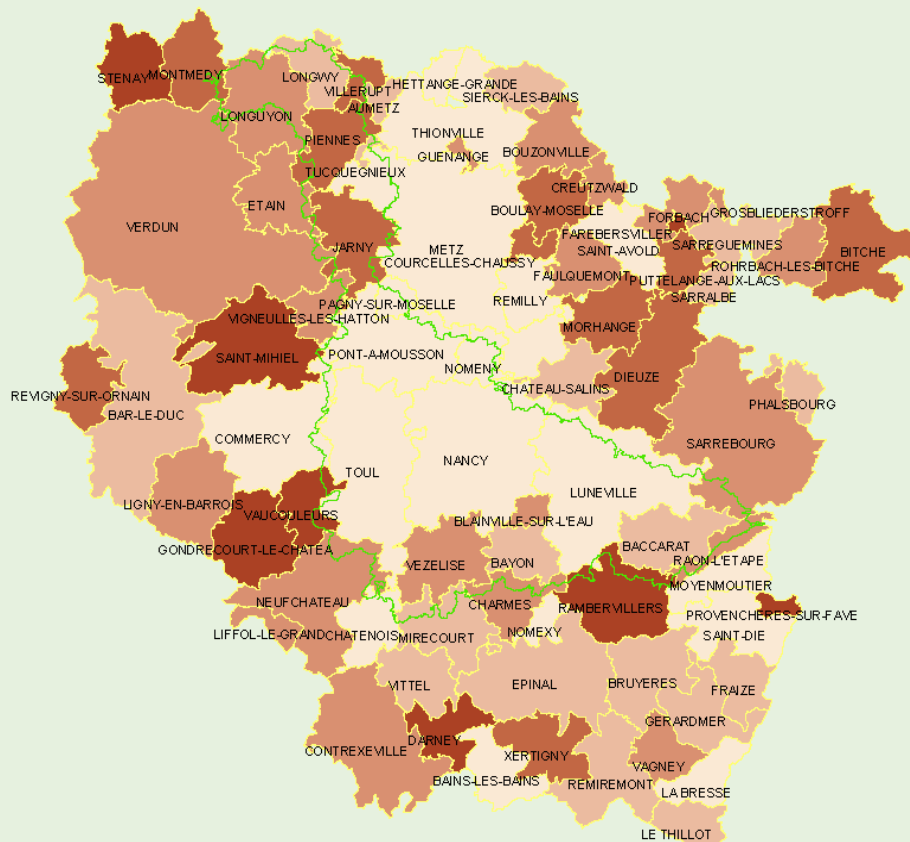 STENAY
MONTMEDY
LONGWY
VILLERUPT
HETTANGE-GRANDE
SIERCK-LES-BAINS
AUMETZ
LONGUYON
THIONVILLE
PIENNES
GUENANGE
BOUZONVILLE
TUCQUEGNIEUX
CREUTZWALD
ETAIN
BOULAY-MOSELLE
FORBACH
GROSBLIEDERSTROFF
VERDUN
FAREBERSVILLER
JARNY
METZ
SAINT-AVOLD
SARREGUEMINES
BITCHE
COURCELLES-CHAUSSY
ROHRBACH-LES-BITCHE
FAULQUEMONT
PUTTELANGE-AUX-LACS
REMILLY
SARRALBE
PAGNY-SUR-MOSELLE
VIGNEULLES-LES-HATTON
MORHANGE
SAINT-MIHIEL
PONT-A-MOUSSON
NOMENY
DIEUZE
CHATEAU-SALINS
REVIGNY-SUR-ORNAIN
PHALSBOURG
BAR-LE-DUC
COMMERCY
SARREBOURG
NANCY
TOUL
LUNEVILLE
LIGNY-EN-BARROIS
VAUCOULEURS
BLAINVILLE-SUR-L'EAU
GONDRECOURT-LE-CHATEA
BACCARAT
VEZELISE
BAYON
RAON-L'ETAPE
MOYENMOUTIER
NEUFCHATEAU
CHARMES
RAMBERVILLERS
PROVENCHERES-SUR-FAVE
LIFFOL-LE-GRAND
CHATENOIS
MIRECOURT
NOMEXY
SAINT-DIE
VITTEL
EPINAL
BRUYERES
FRAIZE
GERARDMER
DARNEY
CONTREXEVILLE
XERTIGNY
VAGNEY
BAINS-LES-BAINS
REMIREMONT
LA BRESSE
LE THILLOT